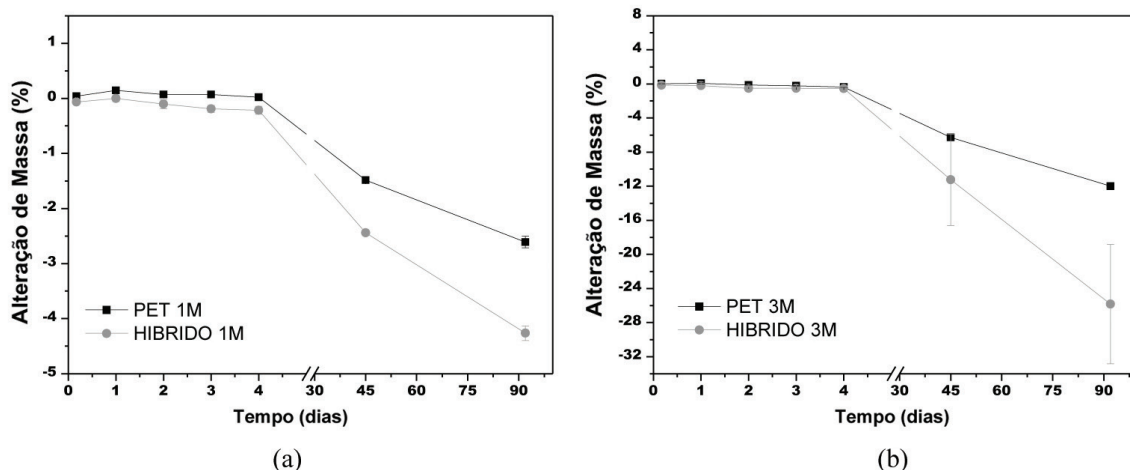 Alteração de Massa (%)
1
0
-1
-2
-3
-4
-5
PET 1M
HIBRIDO 1M
0 1 2 3 4 30 45 60 75 90
Tempo (dias)
(a)
Alteração de Massa (%)
8
4
0
-4
-8
-12
-16
-20
-24
-28
-32
PET 3M
HIBRIDO 3M
0 1 2 3 4 30 45 60 75 90
Tempo (dias)
(b)